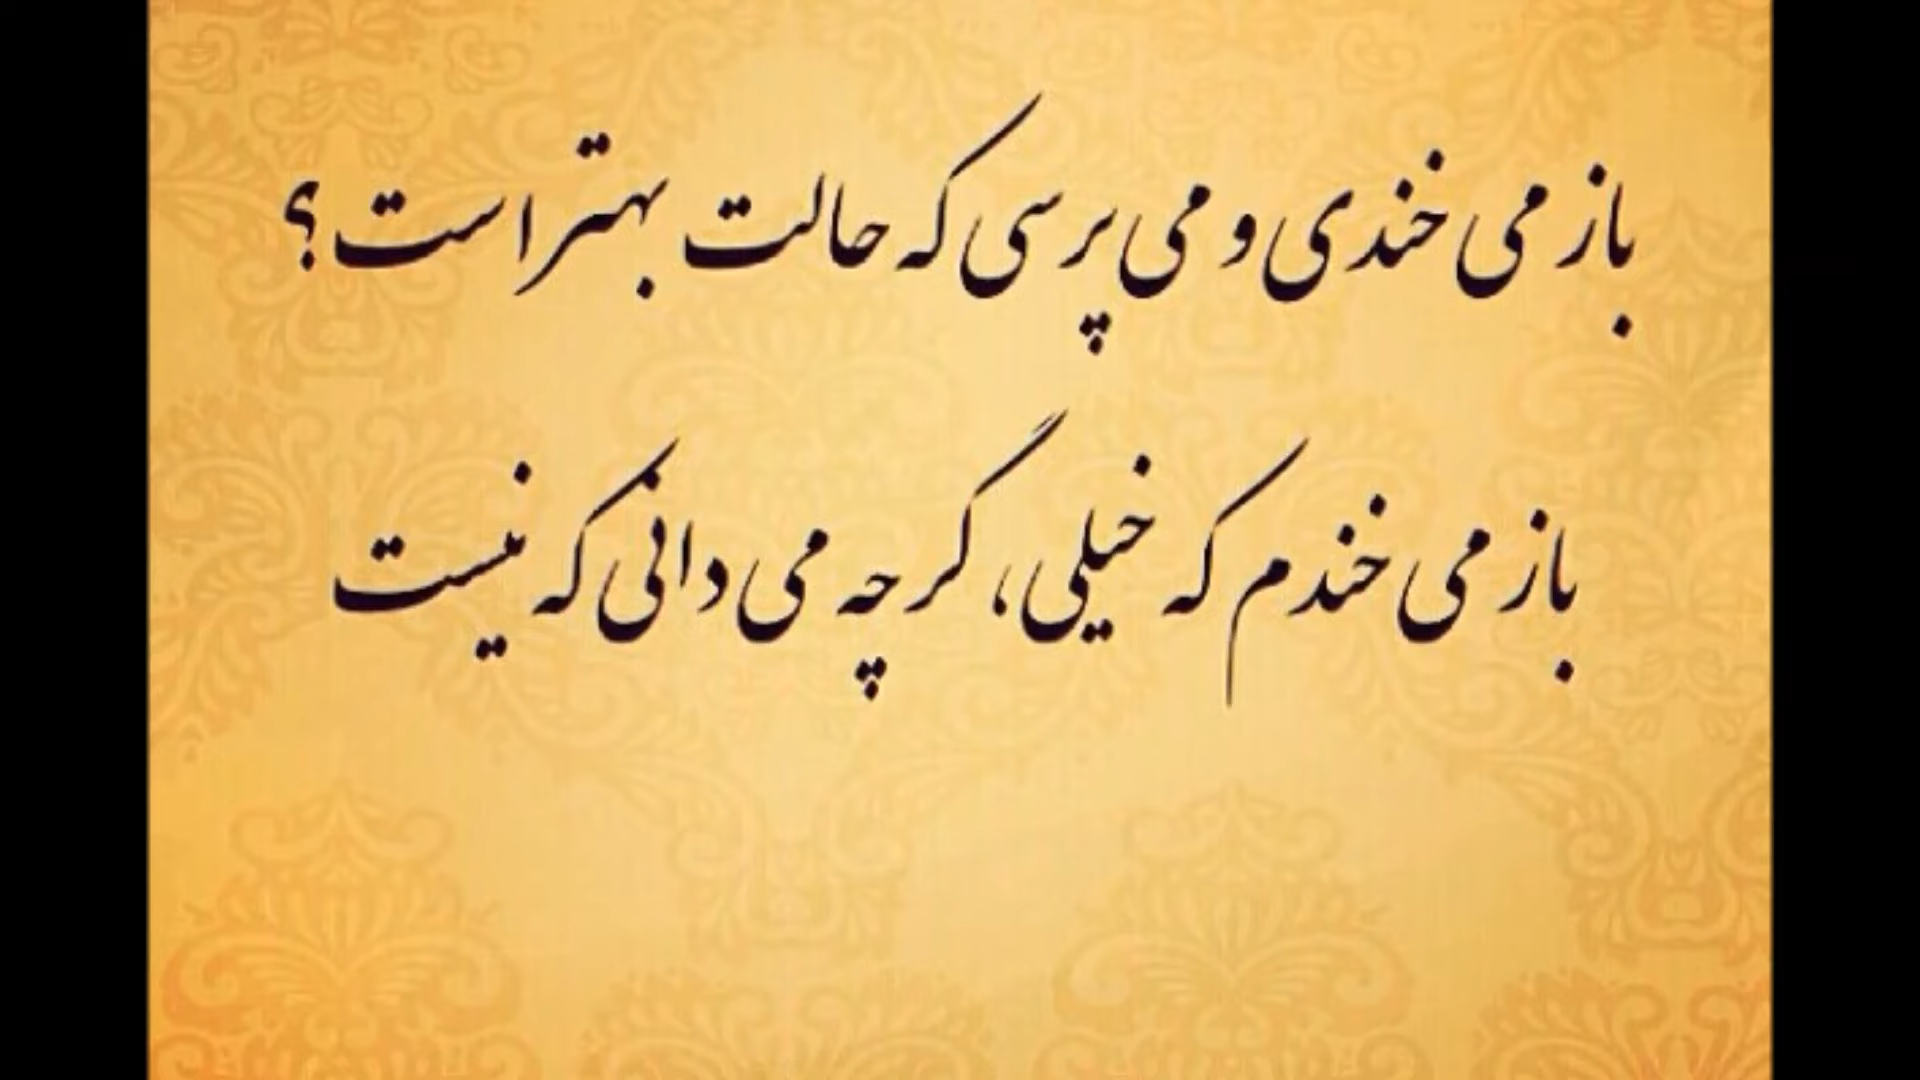 باز می خندی و می پرسی که حالت بهتر است؟
باز می خندم که خیلی، گرچه می دانی که نیست